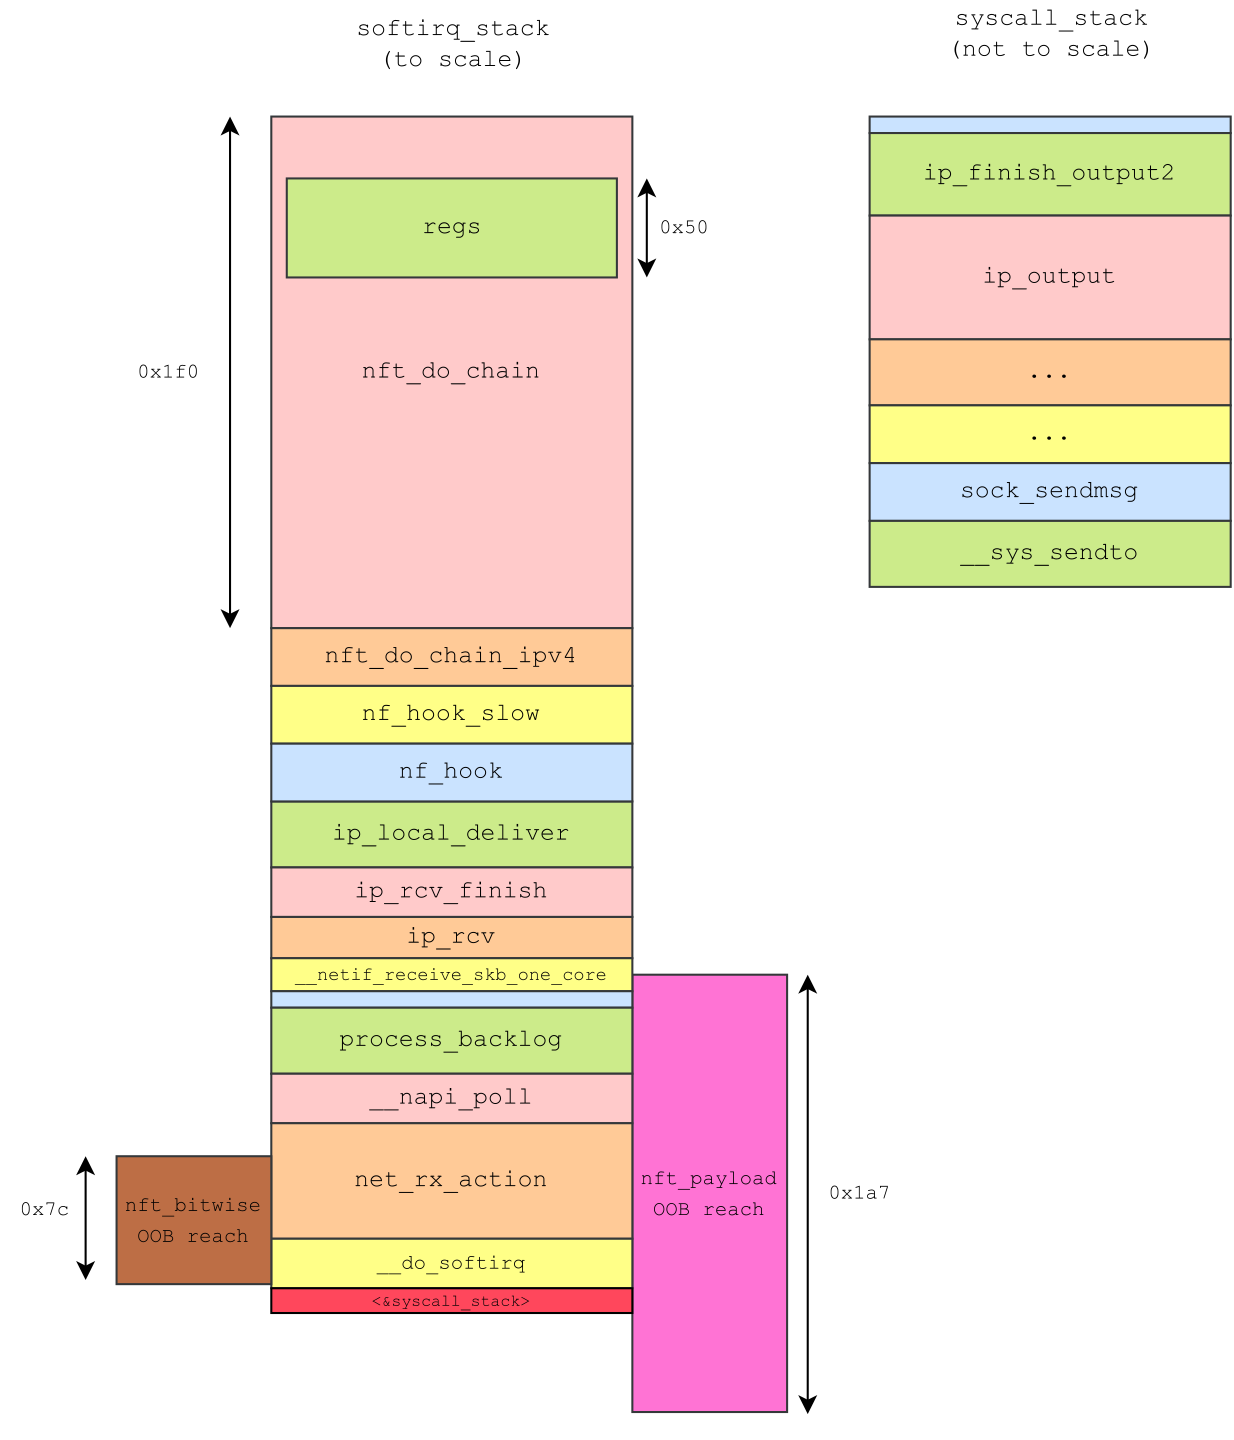 softirq_stack
(to scale)
syscall_stack
(not to scale)
regs
0x50
0x1f0
nft_do_chain
nft_do_chain_ipv4
nf_hook_slow
nf_hook
ip_local_deliver
ip_rcv_finish
ip_rcv
__netif_receive_skb_one_core
process_backlog
__napi_poll
net_rx_action
__do_softirq
<&syscall_stack>
0x7c
nft_bitwise
OOB reach
nft_payload
OOB reach
0x1a7
ip_finish_output2
ip_output
...
...
sock_sendmsg
__sys_sendto